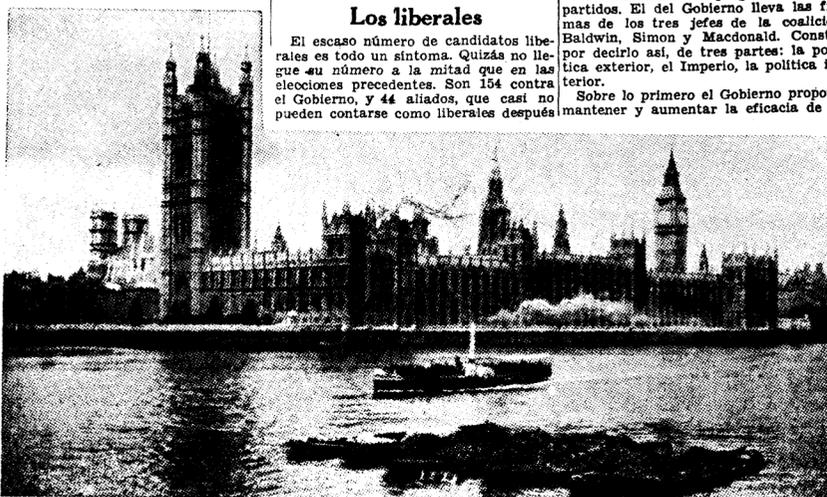 Los liberales
El escaso número de candidatos libe-
rales es todo un síntoma. Quizás no lle-
gue su número a la mitad que en las
elecciones precedentes. Son 154 contra
el Gobierno, y 44 aliados, que casi no
pueden contarse como liberales después
partidos. El del Gobierno lleva las
mas de los tres jefes de la
Baldwin, Simon y Macdonald.
por decirlo así, de tres partes: la
tica exterior, el Imperio, la política
terior.
Sobre lo primero el Gobierno
mantener y aumentar la eficacia de